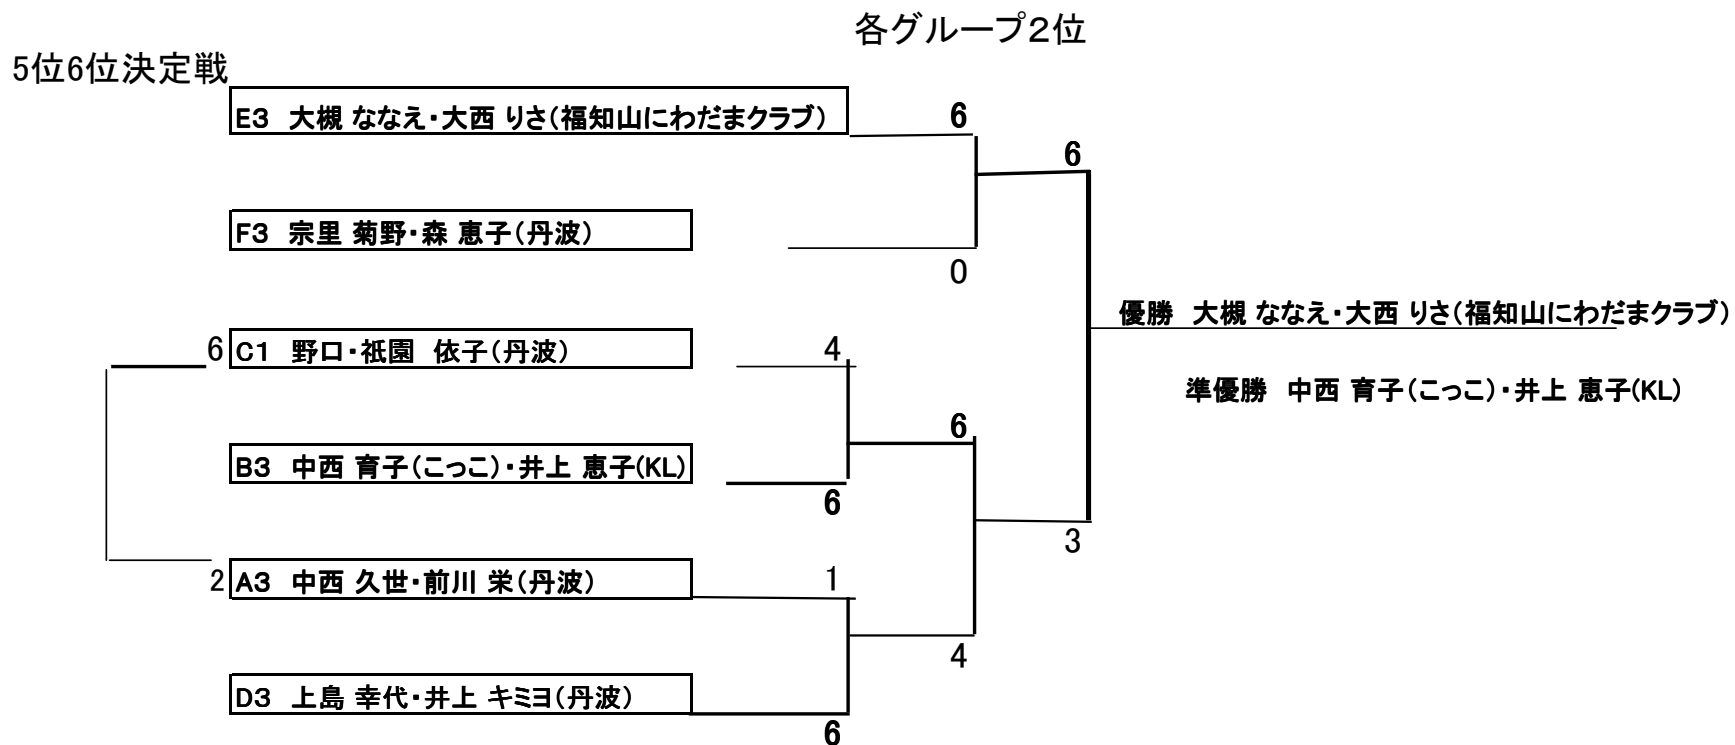 各グループ２位
5位6位決定戦
E3 大槻 ななえ・大西 りさ（福知山にわだまクラブ）
6
6
F3 宗里 菊野・森 恵子（丹波）
0
優勝 大槻 ななえ・大西 りさ（福知山にわだまクラブ）
6
C1 野口・祇園 依子（丹波）
4
準優勝 中西 育子（こっこ）・井上 恵子(KL)
6
B3 中西 育子（こっこ）・井上 恵子(KL)
6
3
2
A3 中西 久世・前川 栄（丹波）
1
4
D3 上島 幸代・井上 キミヨ（丹波）
6